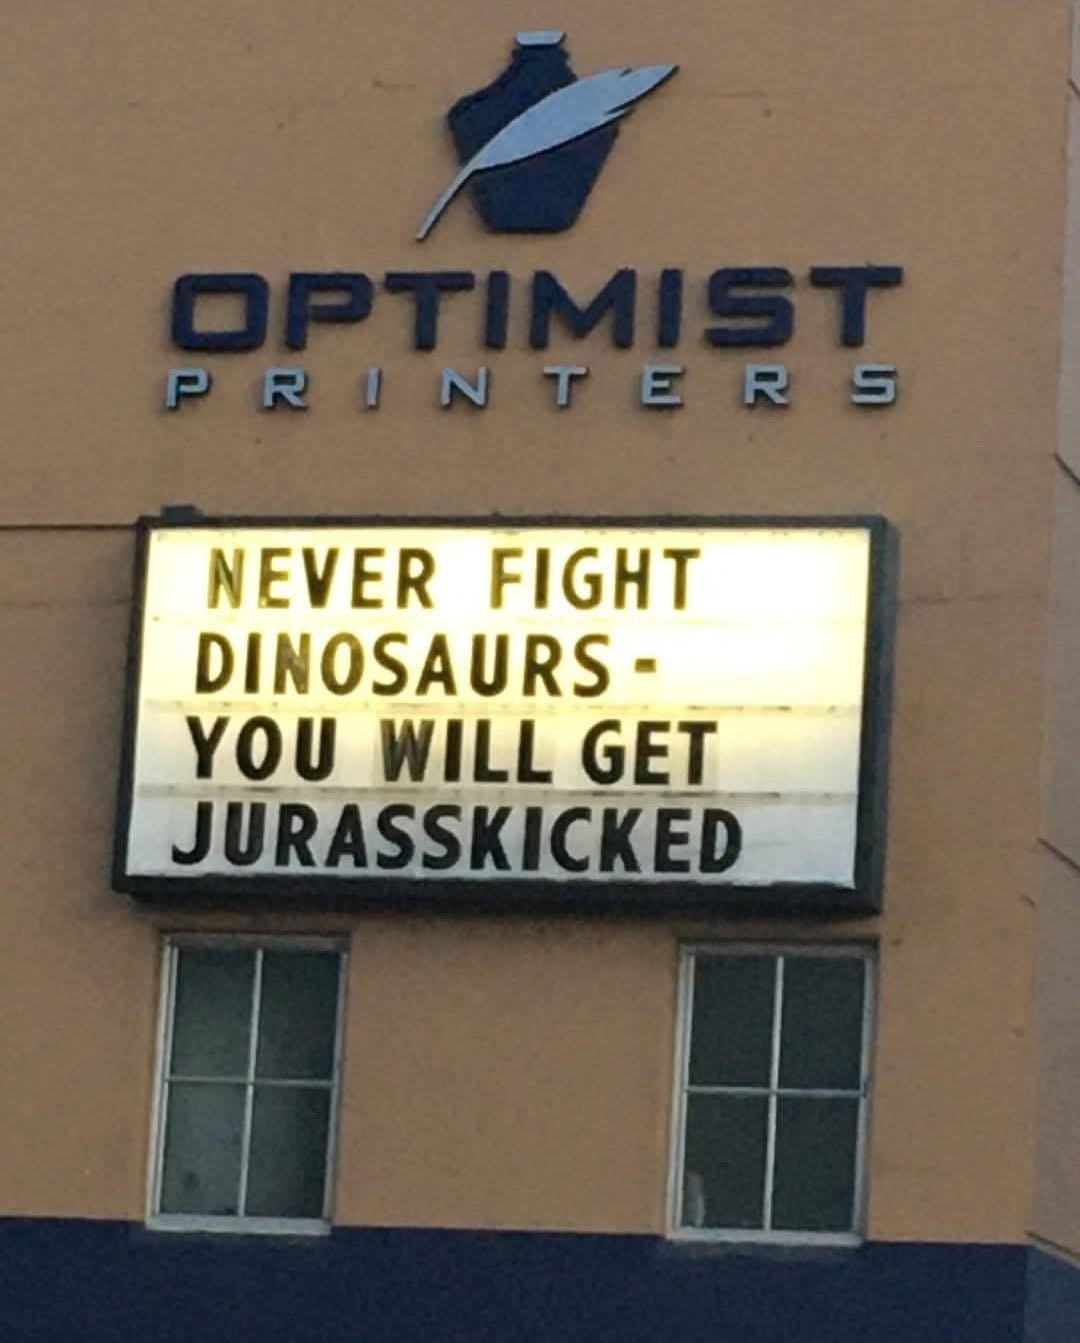 OPTIMIST
PRINTERS
NEVER FIGHT
DINOSAURS -
YOU WILL GET
JURASSKICKED